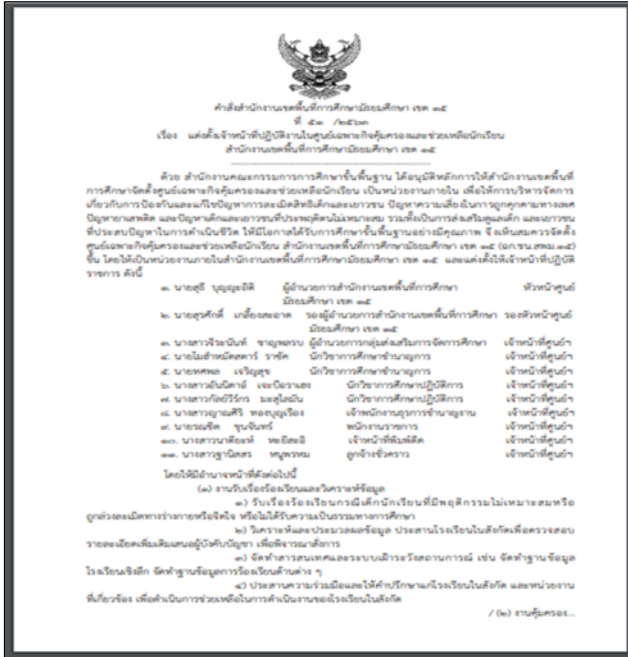 คำสั่งสำนักงานเขตพื้นที่การศึกษามัธยมศึกษา เขต ๑๕
ที่ ๕๑ /๒๕๖๓
เรื่อง แต่งตั้งเจ้าหน้าที่ปฏิบัติงานในศูนย์เฉพาะกิจคุ้มครองและช่วยเหลือนักเรียน
สำนักงานเขตพื้นที่การศึกษามัธยมศึกษา เขต ๑๕
ด้วย สำนักงานคณะกรรมการการศึกษาขั้นพื้นฐาน ได้อนุมัติหลักการให้สำนักงานเขตพื้นที่
การศึกษาจัดตั้งศูนย์เฉพาะกิจคุ้มครองและช่วยเหลือนักเรียน เป็นหน่วยงานภายใน เพื่อให้การบริหารจัดการ
เกี่ยวกับการป้องกันและแก้ไขปัญหาการละเมิดสิทธิเด็กและเยาวชน ปัญหาความเสี่ยงในการถูกคุกคามทางเพศ
ปัญหายาเสพติด และปัญหาเด็กและเยาวชนที่ประพฤติตนไม่เหมาะสม รวมทั้งเป็นการส่งเสริมดูแลเด็ก และเยาวชน
ที่ประสบปัญหาในการดำเนินชีวิต ให้มีโอกาสได้รับการศึกษาขั้นพื้นฐานอย่างมีคุณภาพ จึงเห็นสมควรจัดตั้ง
ศูนย์เฉพาะกิจคุ้มครองและช่วยเหลือนักเรียน สำนักงานเขตพื้นที่การศึกษามัธยมศึกษา เขต ๑๕ (ฉก.ชน.สพม.๑๕)
ขึ้น โดยให้เป็นหน่วยงานภายในสำนักงานเขตพื้นที่การศึกษามัธยมศึกษา เขต ๑๕ และแต่งตั้งให้เจ้าหน้าที่ปฏิบัติ
ราชการ ดังนี้
๑. นายสุธี บุญญะถิติ ผู้อำนวยการสำนักงานเขตพื้นที่การศึกษา หัวหน้าศูนย์
มัธยมศึกษา เขต ๑๕
๒. นายสุรศักดิ์ เกลี้ยงสะอาด รองผู้อำนวยการสำนักงานเขตพื้นที่การศึกษา รองหัวหน้าศูนย์
มัธยมศึกษา เขต ๑๕
๓. นางสาวจิระนันท์ ชาญพลรบ ผู้อำนวยการกลุ่มส่งเสริมการจัดการศึกษา เจ้าหน้าที่ศูนย์ฯ
๔. นายโมฮำหมัดสตาร์ ราซัค นักวิชาการศึกษาชำนาญการ เจ้าหน้าที่ศูนย์ฯ
๕. นายทศพล เจริญสุข นักวิชาการศึกษาชำนาญการ เจ้าหน้าที่ศูนย์ฯ
๖. นางสาวอันนิตาอ์ นักวิชาการศึกษาปฏิบัติการ เจ้าหน้าที่ศูนย์ฯ
๗. นางสาวกัลย์วีร์กร นักวิชาการศึกษาปฏิบัติการ เจ้าหน้าที่ศูนย์ฯ
๘. นางสาวญาณศิริ ทองบุญเรือง เจ้าพนักงานธุรการชำนาญงาน เจ้าหน้าที่ศูนย์ฯ
๙. นายรณชิต ขุนจันทร์ พนักงานราชการ เจ้าหน้าที่ศูนย์ฯ
๑๐. นางสาวนาดียะห์ หะยีสะอิ เจ้าหน้าที่พิมพ์ดีด เจ้าหน้าที่ศูนย์ฯ
๑๑. นางสาวฐานิสสร หนูพรหม ลูกจ้างชั่วคราว เจ้าหน้าที่ศูนย์ฯ
โดยให้มีอำนาจหน้าที่ดังต่อไปนี้
(๑) งานรับเรื่องร้องเรียนและวิเคราะห์ข้อมูล
๑) รับเรื่องร้องเรียนกรณีเด็กนักเรียนที่มีพฤติกรรมไม่เหมาะสมหรือ
ถูกล่วงละเมิดทางร่างกายหรือจิตใจ หรือไม่ได้รับความเป็นธรรมทางการศึกษา
๒) วิเคราะห์และประมวลผลข้อมูล ประสานโรงเรียนในสังกัดเพื่อตรวจสอบ
รายละเอียดเพิ่มเติมเสนอผู้บังคับบัญชา เพื่อพิจารณาสั่งการ
๓) จัดทำสารสนเทศและระบบเฝ้าระวังสถานการณ์ เช่น จัดทำฐานข้อมูล
โรงเรียนเชิงลึก จัดทำฐานข้อมูลการร้องเรียนด้านต่าง ๆ
๔) ประสานความร่วมมือและให้คำปรึกษาแก่โรงเรียนในสังกัด และหน่วยงาน
ที่เกี่ยวข้อง เพื่อดำเนินการช่วยเหลือในการดำเนินงานของโรงเรียนในสังกัด
/ (๒) งานคุ้มครอง...